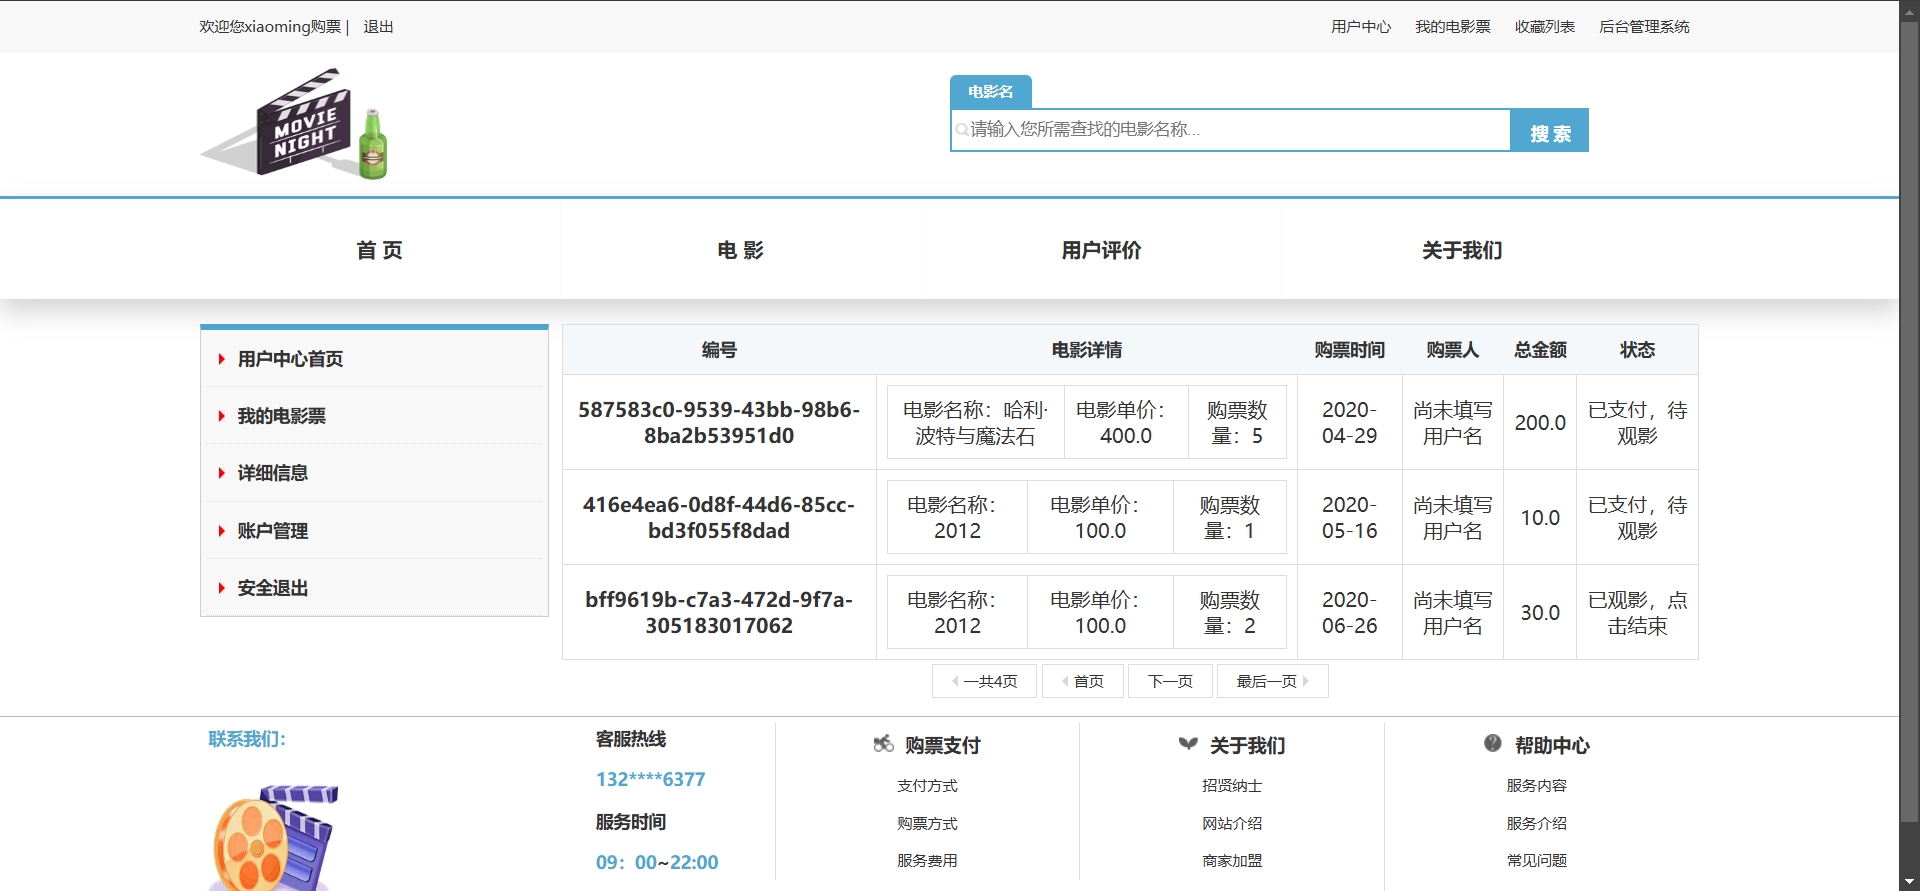 欢迎您xiaoming购票 | 退出
用户中心 我的电影票 收藏列表 后台管理系统
MOVIE
NIGHT
电影名
请输入您所需查找的电影名称...
搜 索
首 页 电 影 用户评价 关于我们
用户中心首页
我的电影票
详细信息
账户管理
安全退出
编号 电影详情 购票时间 购票人 总金额 状态
587583c0-9539-43bb-98b6-
8ba2b53951d0
电影名称：哈利·
波特与魔法石
电影单价：
400.0
购票数
量：5
2020-
04-29
尚未填写
用户名
200.0
已支付，待
观影
416e4ea6-0d8f-44d6-85cc-
bd3f055f8dad
电影名称：
2012
电影单价：
100.0
购票数
量：1
2020-
05-16
尚未填写
用户名
10.0
已支付，待
观影
bff9619b-c7a3-472d-9f7a-
305183017062
电影名称：
2012
电影单价：
100.0
购票数
量：2
2020-
06-26
尚未填写
用户名
30.0
已观影，点
击结束
一共4页 首页 下一页 最后一页
联系我们：
客服热线
132****6377
服务时间
09：00~22:00
购票支付
支付方式
购票方式
服务费用
关于我们
招贤纳士
网站介绍
商家加盟
帮助中心
服务内容
服务介绍
常见问题